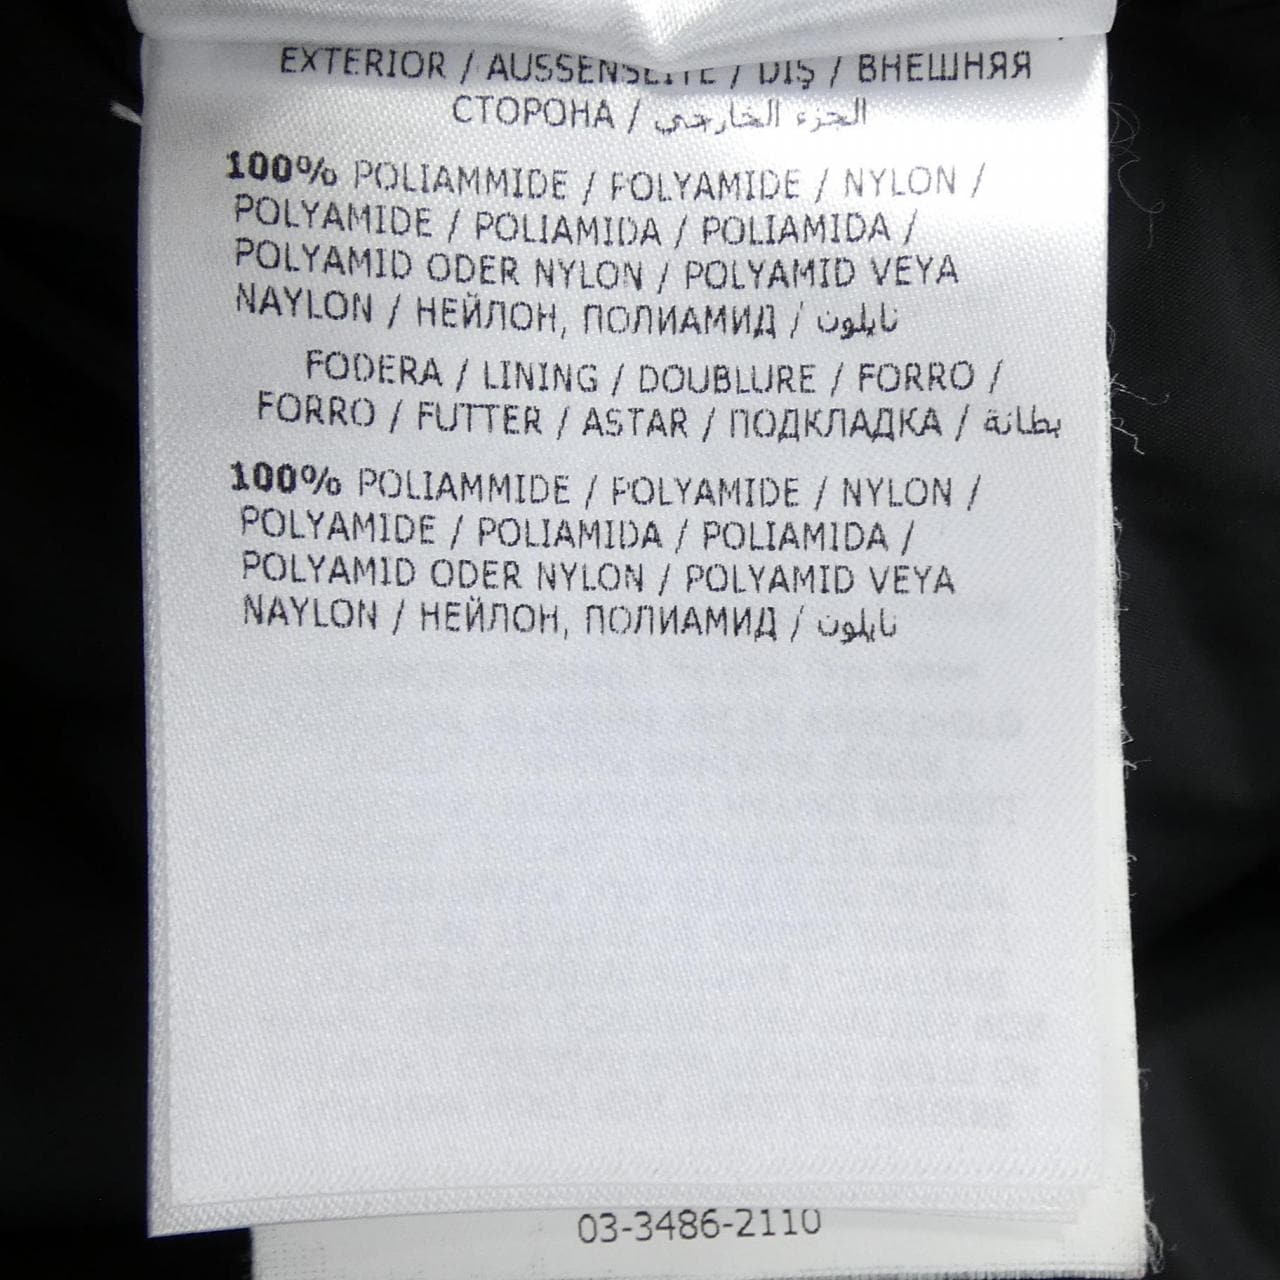 EXTERIOR / AUSSENSEITE / DIŞ / ВНЕШНЯЯ
СТОРОНА / الجزء الخارجي
100% POLIAMMIDE / POLYAMIDE / NYLON /
POLYAMIDE / POLIAMIDA / POLIAMIDA /
POLYAMID ODER NYLON / POLYAMID VEYA
NAYLON / НЕЙЛОН, ПОЛИАМИД / نايلون
FODERA / LINING / DOUBLURE / FORRO /
FORRO / FUTTER / ASTAR / ПОДКЛАДКА / بطانة
100% POLIAMMIDE / POLYAMIDE / NYLON /
POLYAMIDE / POLIAMIDA / POLIAMIDA /
POLYAMID ODER NYLON / POLYAMID VEYA
NAYLON / НЕЙЛОН, ПОЛИАМИД / نايلون
03-3486-2110